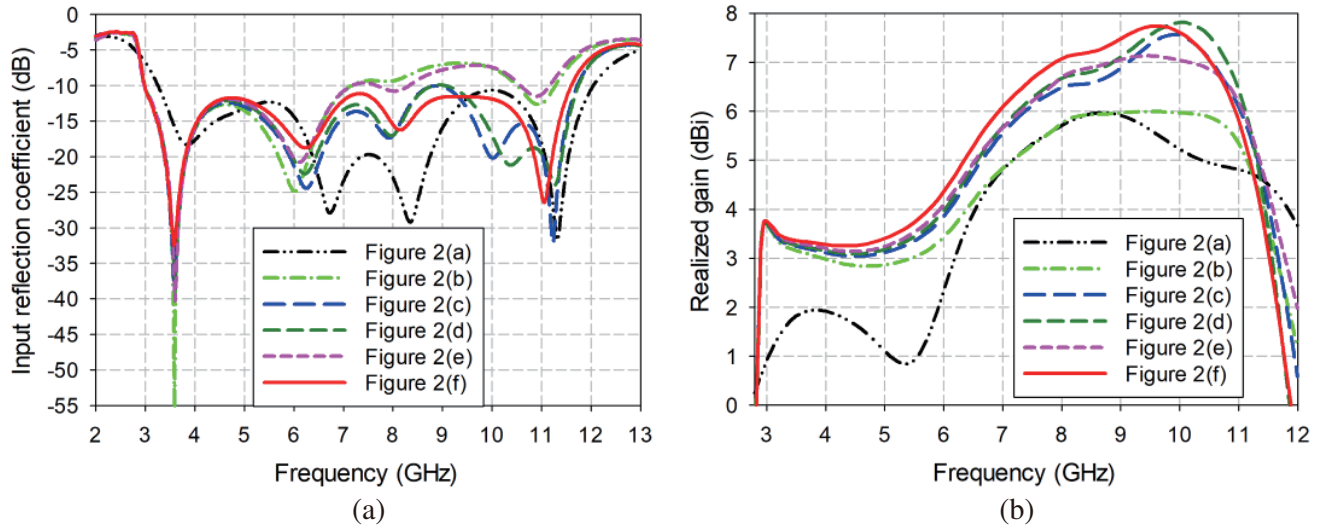 0
-5
-10
-15
-20
-25
-30
-35
-40
-45
-50
-55
Input reflection coefficient (dB)
Figure 2(a)
Figure 2(b)
Figure 2(c)
Figure 2(d)
Figure 2(e)
Figure 2(f)
2 3 4 5 6 7 8 9 10 11 12 13
Frequency (GHz)
(a)
8
7
6
5
4
3
2
1
0
Realized gain (dBi)
Figure 2(a)
Figure 2(b)
Figure 2(c)
Figure 2(d)
Figure 2(e)
Figure 2(f)
3 4 5 6 7 8 9 10 11 12
Frequency (GHz)
(b)